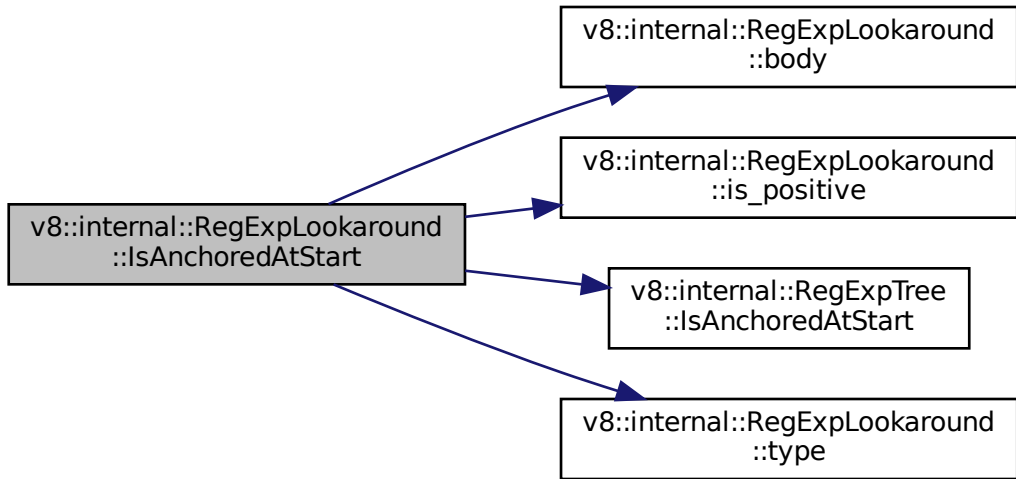 v8::internal::RegExpLookaround
::body
v8::internal::RegExpLookaround
::is_positive
v8::internal::RegExpLookaround
::IsAnchoredAtStart
v8::internal::RegExpTree
::IsAnchoredAtStart
v8::internal::RegExpLookaround
::type